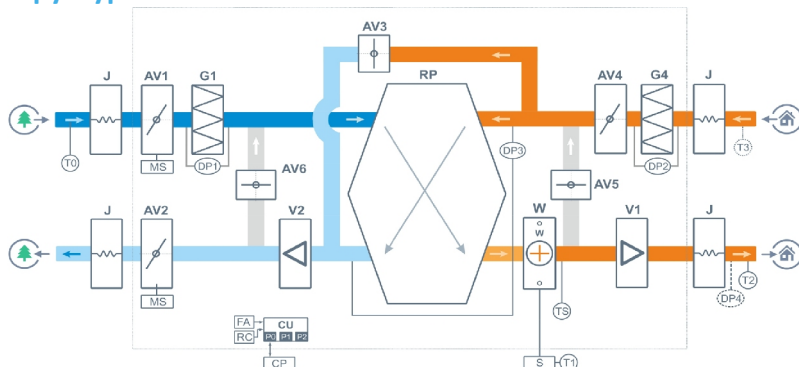 AV3
J
AV1
G1
RP
AV4
G4
J
T0
MS
DP1
DP3
DP2
T3
AV6
AV5
J
AV2
V2
W
V1
J
W
MS
TS
DP4
T2
FA
CU
RC
P0 P1 P2
CP
S
T1